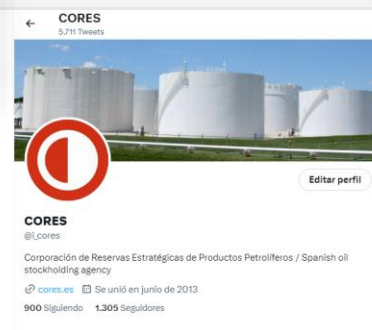 CORES
5.711 Tweets
Editar perfil
CORES
@i_cores
Corporación de Reservas Estratégicas de Productos Petrolíferos / Spanish oil
stockholding agency
cores.es Se unió en junio de 2013
900 Siguiendo 1.305 Seguidores